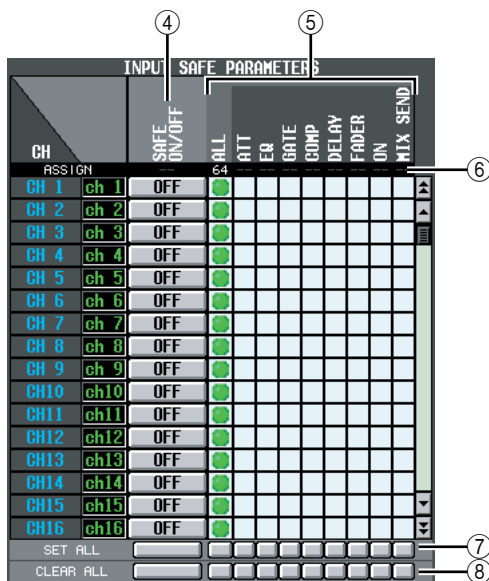 ④ ⑤
INPUT SAFE PARAMETERS
CH SAFE ON/OFF ALL ATT EQ GATE COMP DELAY FADER ON MIX SEND
ASSIGN -- 64 -- -- -- -- -- -- -- -- ⑥
CH 1 ch 1 OFF
CH 2 ch 2 OFF
CH 3 ch 3 OFF
CH 4 ch 4 OFF
CH 5 ch 5 OFF
CH 6 ch 6 OFF
CH 7 ch 7 OFF
CH 8 ch 8 OFF
CH 9 ch 9 OFF
CH10 ch10 OFF
CH11 ch11 OFF
CH12 ch12 OFF
CH13 ch13 OFF
CH14 ch14 OFF
CH15 ch15 OFF
CH16 ch16 OFF
SET ALL ⑦
CLEAR ALL ⑧